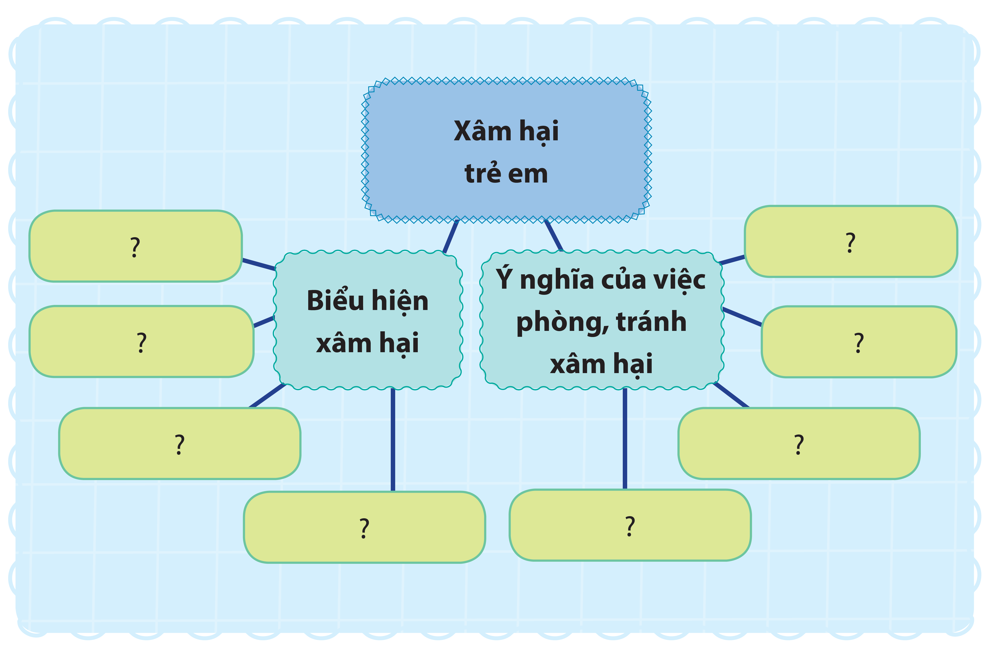 Xâm hại
trẻ em
Biểu hiện
xâm hại
Ý nghĩa của việc
phòng, tránh
xâm hại
?
?
?
?
?
?
?
?